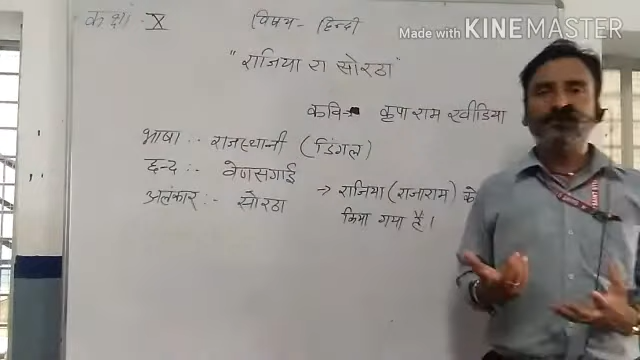 Made with KINEMASTER
कक्षा - X
विषय - हिन्दी
"राजिया रा सोरठा"
कवि → कृपा राम खीडिया
भाषा :- राजस्थानी (डिंगल)
छन्द :- वेणसगाई
अलंकार :- सोरठा
→ राजिया (राजाराम) को
किया गया है।